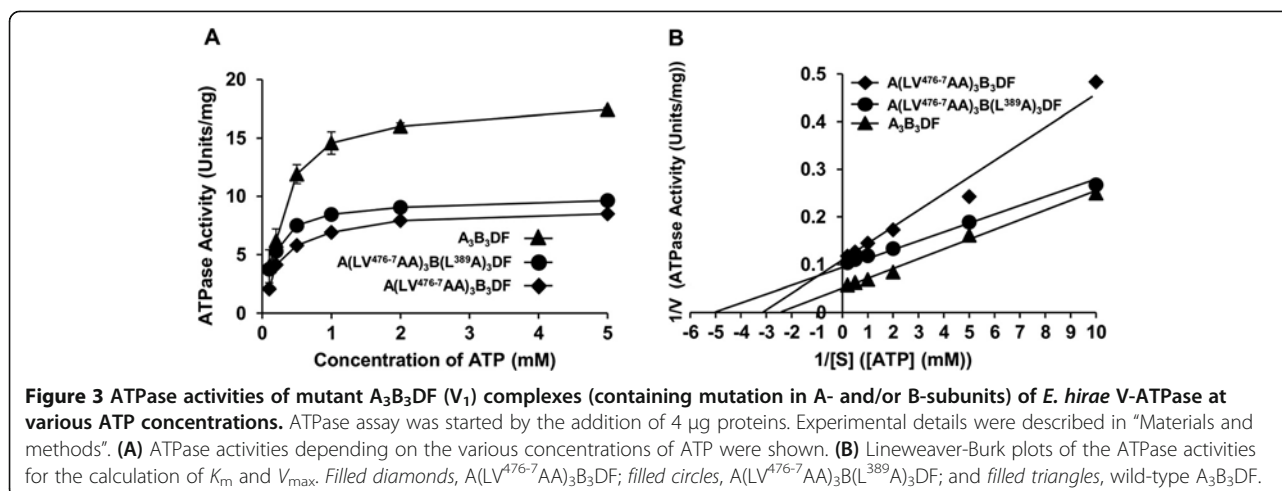 A
ATPase Activity (Units/mg)
20
15
10
5
0
0 1 2 3 4 5
Concentration of ATP (mM)
A₃B₃DF
A(LV⁴⁷⁶⁻⁷AA)₃B(L³⁸⁹A)₃DF
A(LV⁴⁷⁶⁻⁷AA)₃B₃DF
B
1/V (ATPase Activity (Units/mg))
0.5
0.4
0.3
0.2
0.1
0
-6 -5 -4 -3 -2 -1 0 1 2 3 4 5 6 7 8 9 10
1/[S] ([ATP] (mM))
A(LV⁴⁷⁶⁻⁷AA)₃B₃DF
A(LV⁴⁷⁶⁻⁷AA)₃B(L³⁸⁹A)₃DF
A₃B₃DF
Figure 3 ATPase activities of mutant A₃B₃DF (V₁) complexes (containing mutation in A- and/or B-subunits) of E. hirae V-ATPase at
various ATP concentrations. ATPase assay was started by the addition of 4 μg proteins. Experimental details were described in “Materials and
methods”. (A) ATPase activities depending on the various concentrations of ATP were shown. (B) Lineweaver-Burk plots of the ATPase activities
for the calculation of Kₘ and Vₘₐₓ. Filled diamonds, A(LV⁴⁷⁶⁻⁷AA)₃B₃DF; filled circles, A(LV⁴⁷⁶⁻⁷AA)₃B(L³⁸⁹A)₃DF; and filled triangles, wild-type A₃B₃DF.